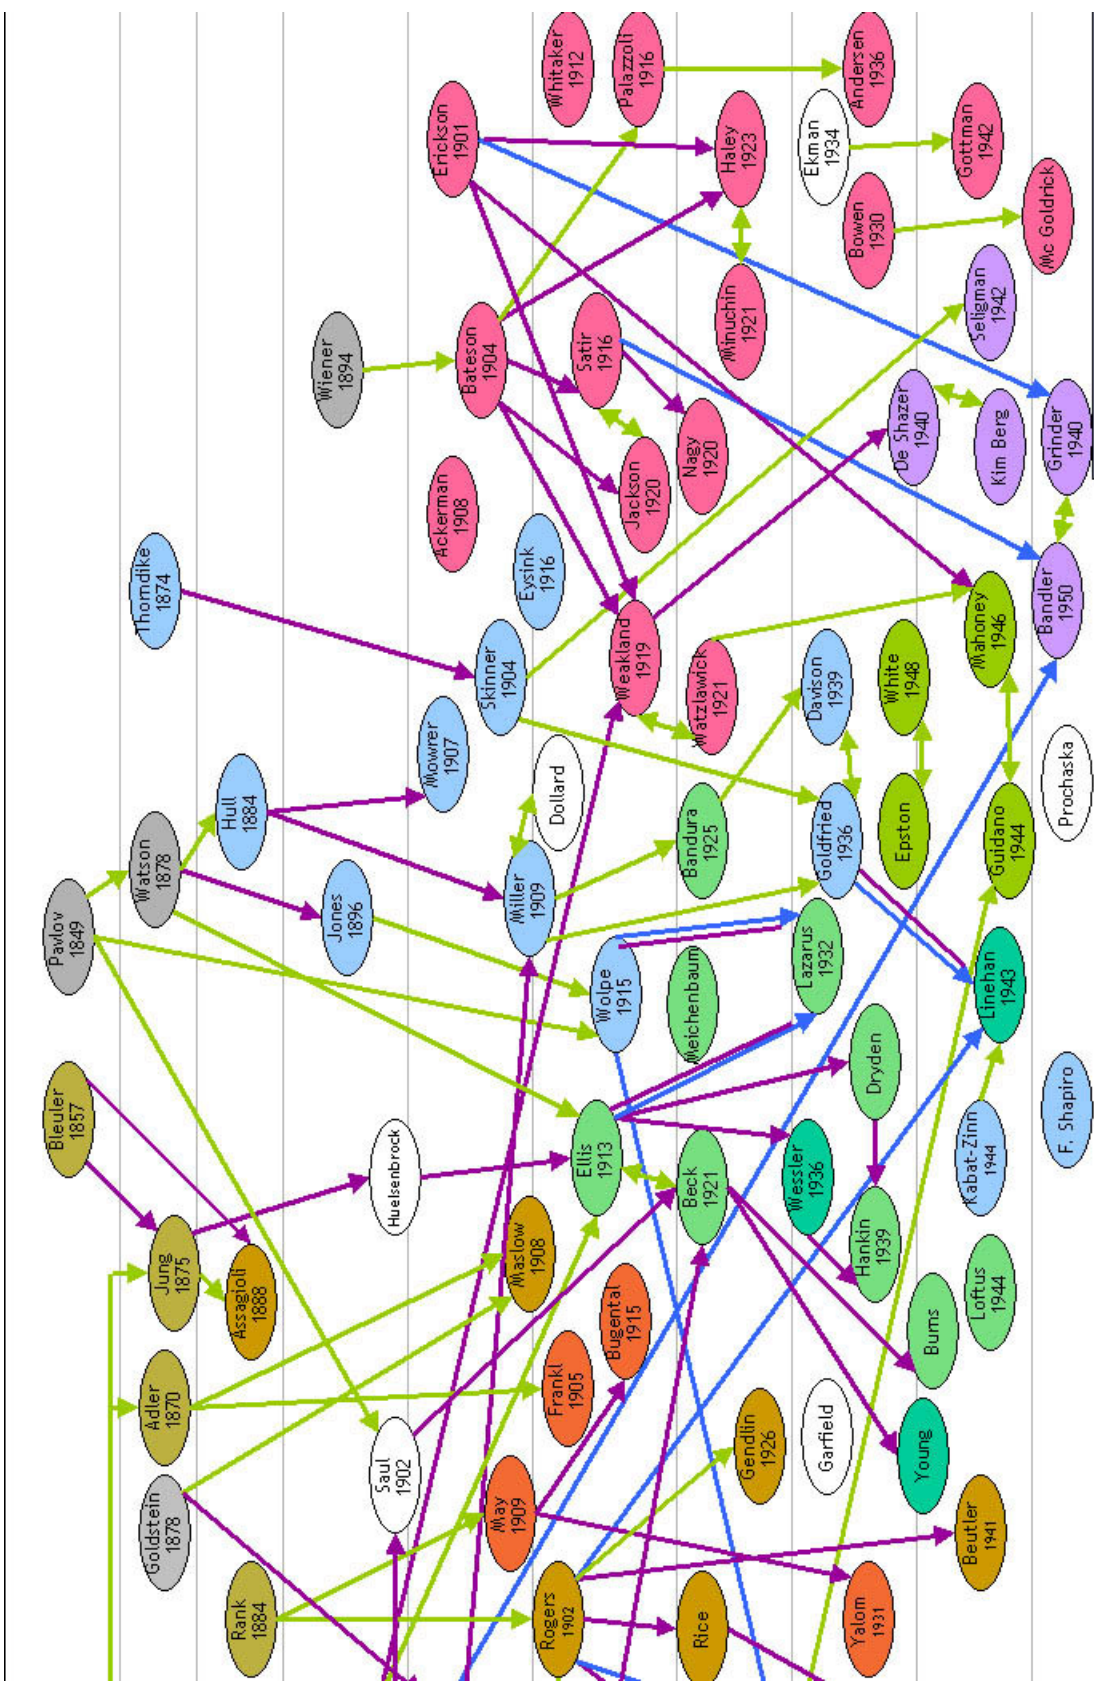 Whitaker
1912
Palazzoli
1916
Andersen
1936
Erickson
1901
Haley
1923
Ekman
1934
Gottman
1942
Bowen
1930
Mc Goldrick
Wiener
1894
Bateson
1904
Satir
1916
Minuchin
1921
Seligman
1942
Ackerman
1908
Jackson
1920
Nagy
1920
De Shazer
1940
Kim Berg
Grinder
1940
Thorndike
1874
Eysink
1916
Skinner
1904
Weakland
1919
Watzlawick
1921
Davison
1939
White
1948
Mahoney
1946
Bandler
1950
Hull
1884
Mowrer
1907
Dollard
Prochaska
Pavlov
1849
Watson
1878
Jones
1896
Miller
1909
Bandura
1925
Goldfried
1936
Epston
Guidano
1944
Wolpe
1915
Meichenbaum
Lazarus
1932
Linehan
1943
Bleuler
1857
Huelsenbrock
Ellis
1913
Beck
1921
Wessler
1936
Dryden
Kabat-Zinn
1944
F. Shapiro
Jung
1875
Assagioli
1888
Maslow
1908
Bugental
1915
Hankin
1939
Loftus
1944
Burns
Adler
1870
Frankl
1905
Saul
1902
Gendlin
1926
Garfield
Young
Goldstein
1878
May
1909
Beutler
1941
Rank
1884
Rogers
1902
Rice
Yalom
1931